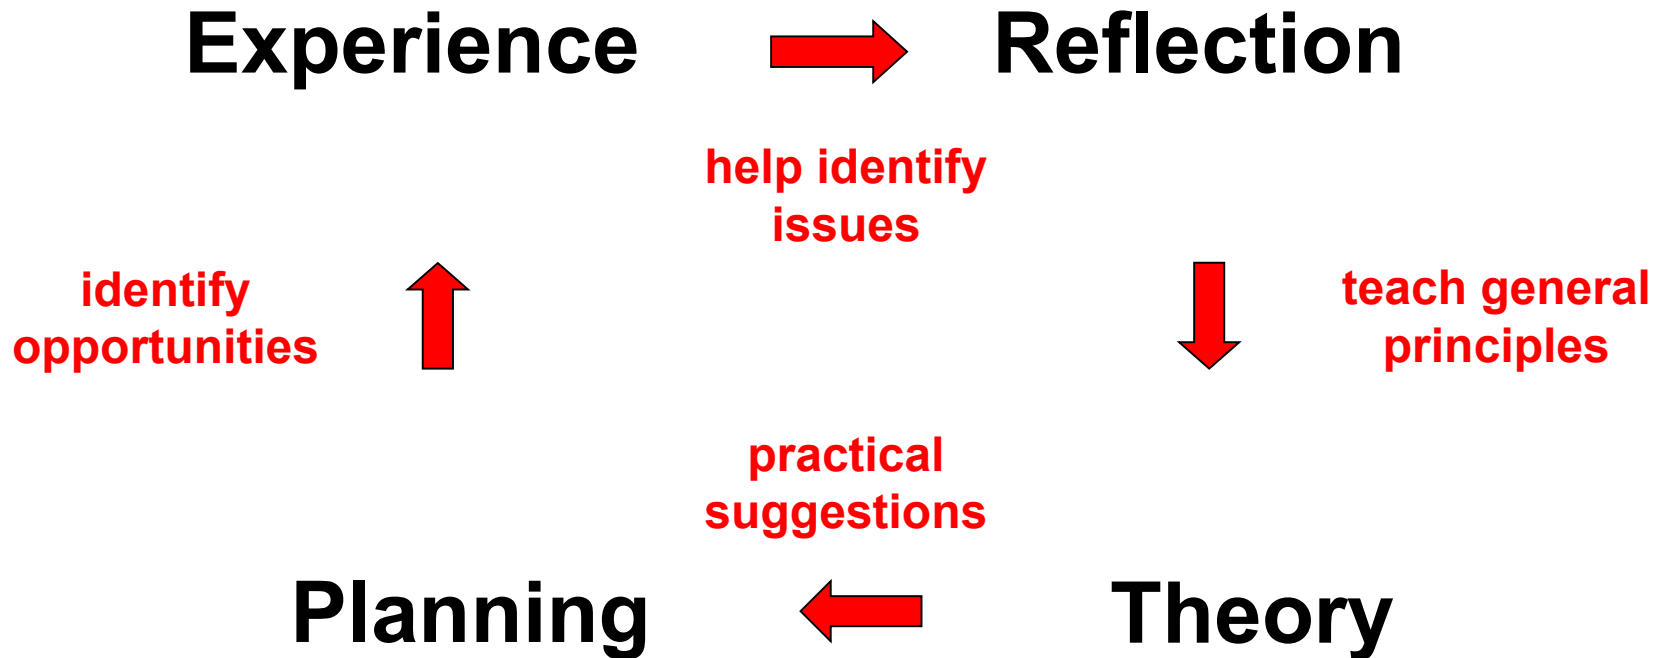 Experience
Reflection
help identify
issues
identify
opportunities
teach general
principles
practical
suggestions
Planning
Theory